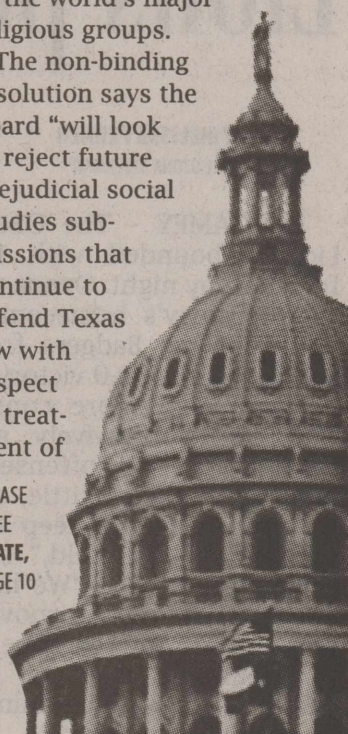 the world's major
ligious groups.
The non-binding
solution says the
ard “will look
reject future
ejudicial social
udies sub-
issions that
ntinue to
fend Texas
w with
spect
treat-
ent of
ASE
EE
ATE,
GE 10